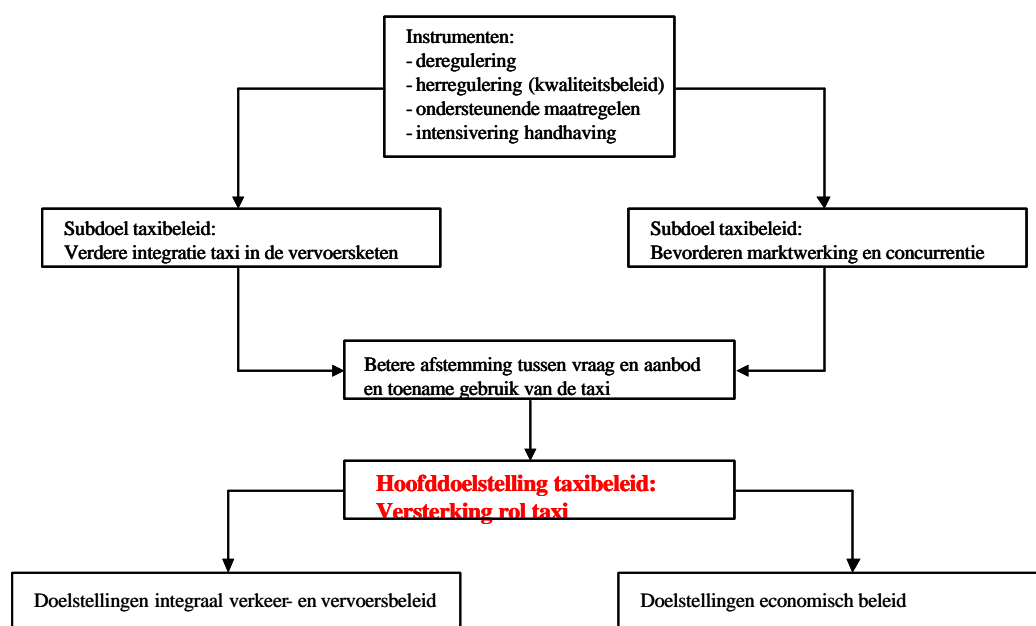 Instrumenten:
- deregulering
- herregulering (kwaliteitsbeleid)
- ondersteunende maatregelen
- intensivering handhaving
Subdoel taxibeleid:
Verdere integratie taxi in de vervoersketen
Subdoel taxibeleid:
Bevorderen marktwerking en concurrentie
Betere afstemming tussen vraag en aanbod
en toename gebruik van de taxi
Hoofddoelstelling taxibeleid:
Versterking rol taxi
Doelstellingen integraal verkeer- en vervoersbeleid
Doelstellingen economisch beleid